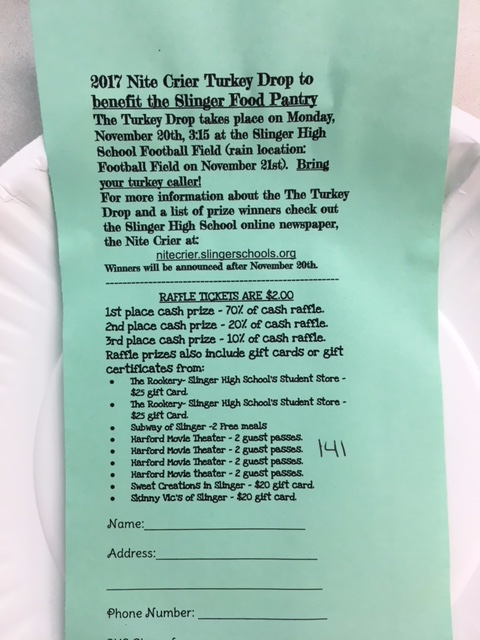 2017 Nite Crier Turkey Drop to
benefit the Slinger Food Pantry
The Turkey Drop takes place on Monday,
November 20th, 3:15 at the Slinger High
School Football Field (rain location:
Football Field on November 21st). Bring
your turkey caller!
For more information about the The Turkey
Drop and a list of prize winners check out
the Slinger High School online newspaper,
the Nite Crier at:
nitecrier.slingerschools.org
Winners will be announced after November 20th.
RAFFLE TICKETS ARE $2.00
1st place cash prize - 70% of cash raffle.
2nd place cash prize - 20% of cash raffle.
3rd place cash prize - 10% of cash raffle.
Raffle prizes also include gift cards or gift
certificates from:
• The Rookery- Slinger High School's Student Store -
$25 gift Card.
• The Rookery- Slinger High School's Student Store -
$25 gift Card.
• Subway of Slinger -2 Free meals
• Harford Movie Theater - 2 guest passes.
• Harford Movie Theater - 2 guest passes. 141
• Harford Movie Theater - 2 guest passes.
• Harford Movie theater - 2 guest passes.
• Sweet Creations in Slinger - $20 gift card.
• Skinny Vic's of Slinger - $20 gift card.
Name:
Address:
Phone Number: